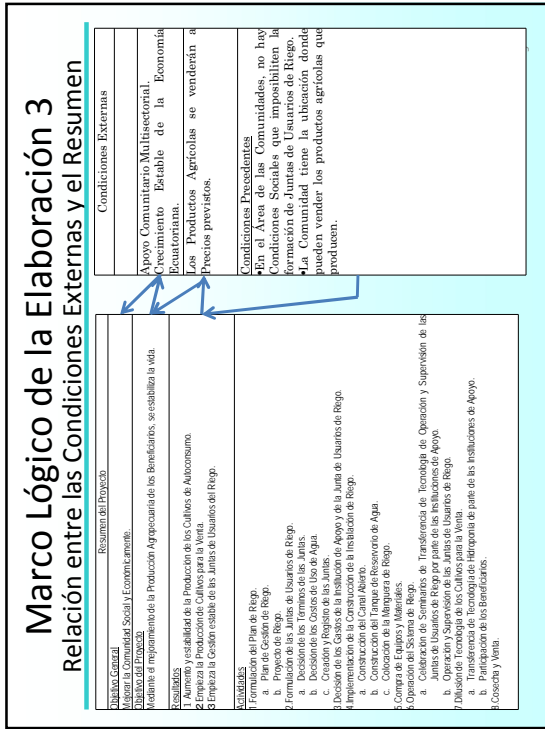 Marco Lógico de la Elaboración 3
Relación entre las Condiciones Externas y el Resumen
Resumen del Proyecto
Objetivo General
Mejorar la Comunidad Social y Económicamente.
Objetivo del Proyecto
Mediante el mejoramiento de la Producción Agropecuaria de los Beneficiarios, se estabiliza la vida.
Resultados
1 Aumento y estabilidad de la Producción de los Cultivos de Autoconsumo.
2 Empieza la Producción de Cultivos para la Venta.
3 Empieza la Gestión estable de las Juntas de Usuarios del Riego.
Actividades
1.Formulación del Plan de Riego.
a. Plan de Gestión de Riego.
b. Proyecto de Riego.
2.Formulación de las Juntas de Usuarios de Riego.
a. Decisión de los Términos de las Juntas.
b. Decisión de los Costos de Uso de Agua.
c. Creación y Registro de las Juntas.
3.Decisión de los Gastos de la Institución de Apoyo y de la Junta de Usuarios de Riego.
4.Implementación de la Construcción de la Instalación de Riego.
a. Construcción del Canal Abierto.
b. Construcción del Tanque de Reservorio de Agua.
c. Colocación de la Manguera de Riego.
5.Compra de Equipos y Materiales.
6.Operación del Sistema de Riego.
a. Celebración de Seminarios de Transferencia de Tecnología de Operación y Supervisión de las
Juntas de Usuarios de Riego por parte de las Instituciones de Apoyo.
b. Operación y Supervisión de las Juntas de Usuarios de Riego.
7.Difusión de Tecnología de los Cultivos para la Venta.
a. Transferencia de Tecnología de Hidroponía de parte de las Instituciones de Apoyo.
b. Participación de los Beneficiarios.
8.Cosecha y Venta.
Condiciones Externas
Apoyo Comunitario Multisectorial.
Crecimiento Estable de la Economía
Ecuatoriana.
Los Productos Agrícolas se venderán a
Precios previstos.
Condiciones Precedentes
•En el Área de las Comunidades, no hay
Condiciones Sociales que imposibiliten la
formación de Juntas de Usuarios de Riego.
•La Comunidad tiene la ubicación donde
pueden vender los productos agrícolas que
producen.